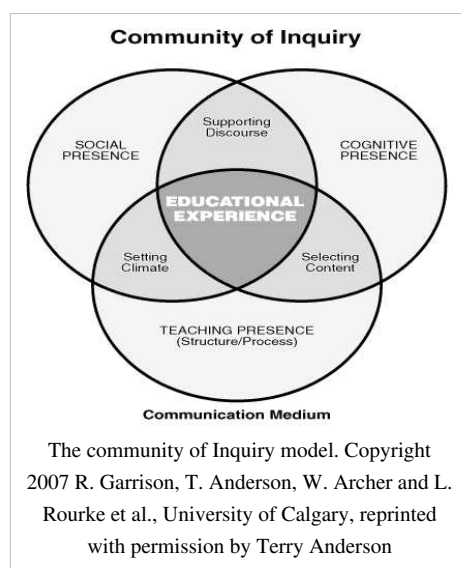 Community of Inquiry
Supporting
Discourse
SOCIAL
PRESENCE
COGNITIVE
PRESENCE
EDUCATIONAL
EXPERIENCE
Setting
Climate
Selecting
Content
TEACHING PRESENCE
(Structure/Process)
Communication Medium
The community of Inquiry model. Copyright
2007 R. Garrison, T. Anderson, W. Archer and L.
Rourke et al., University of Calgary, reprinted
with permission by Terry Anderson